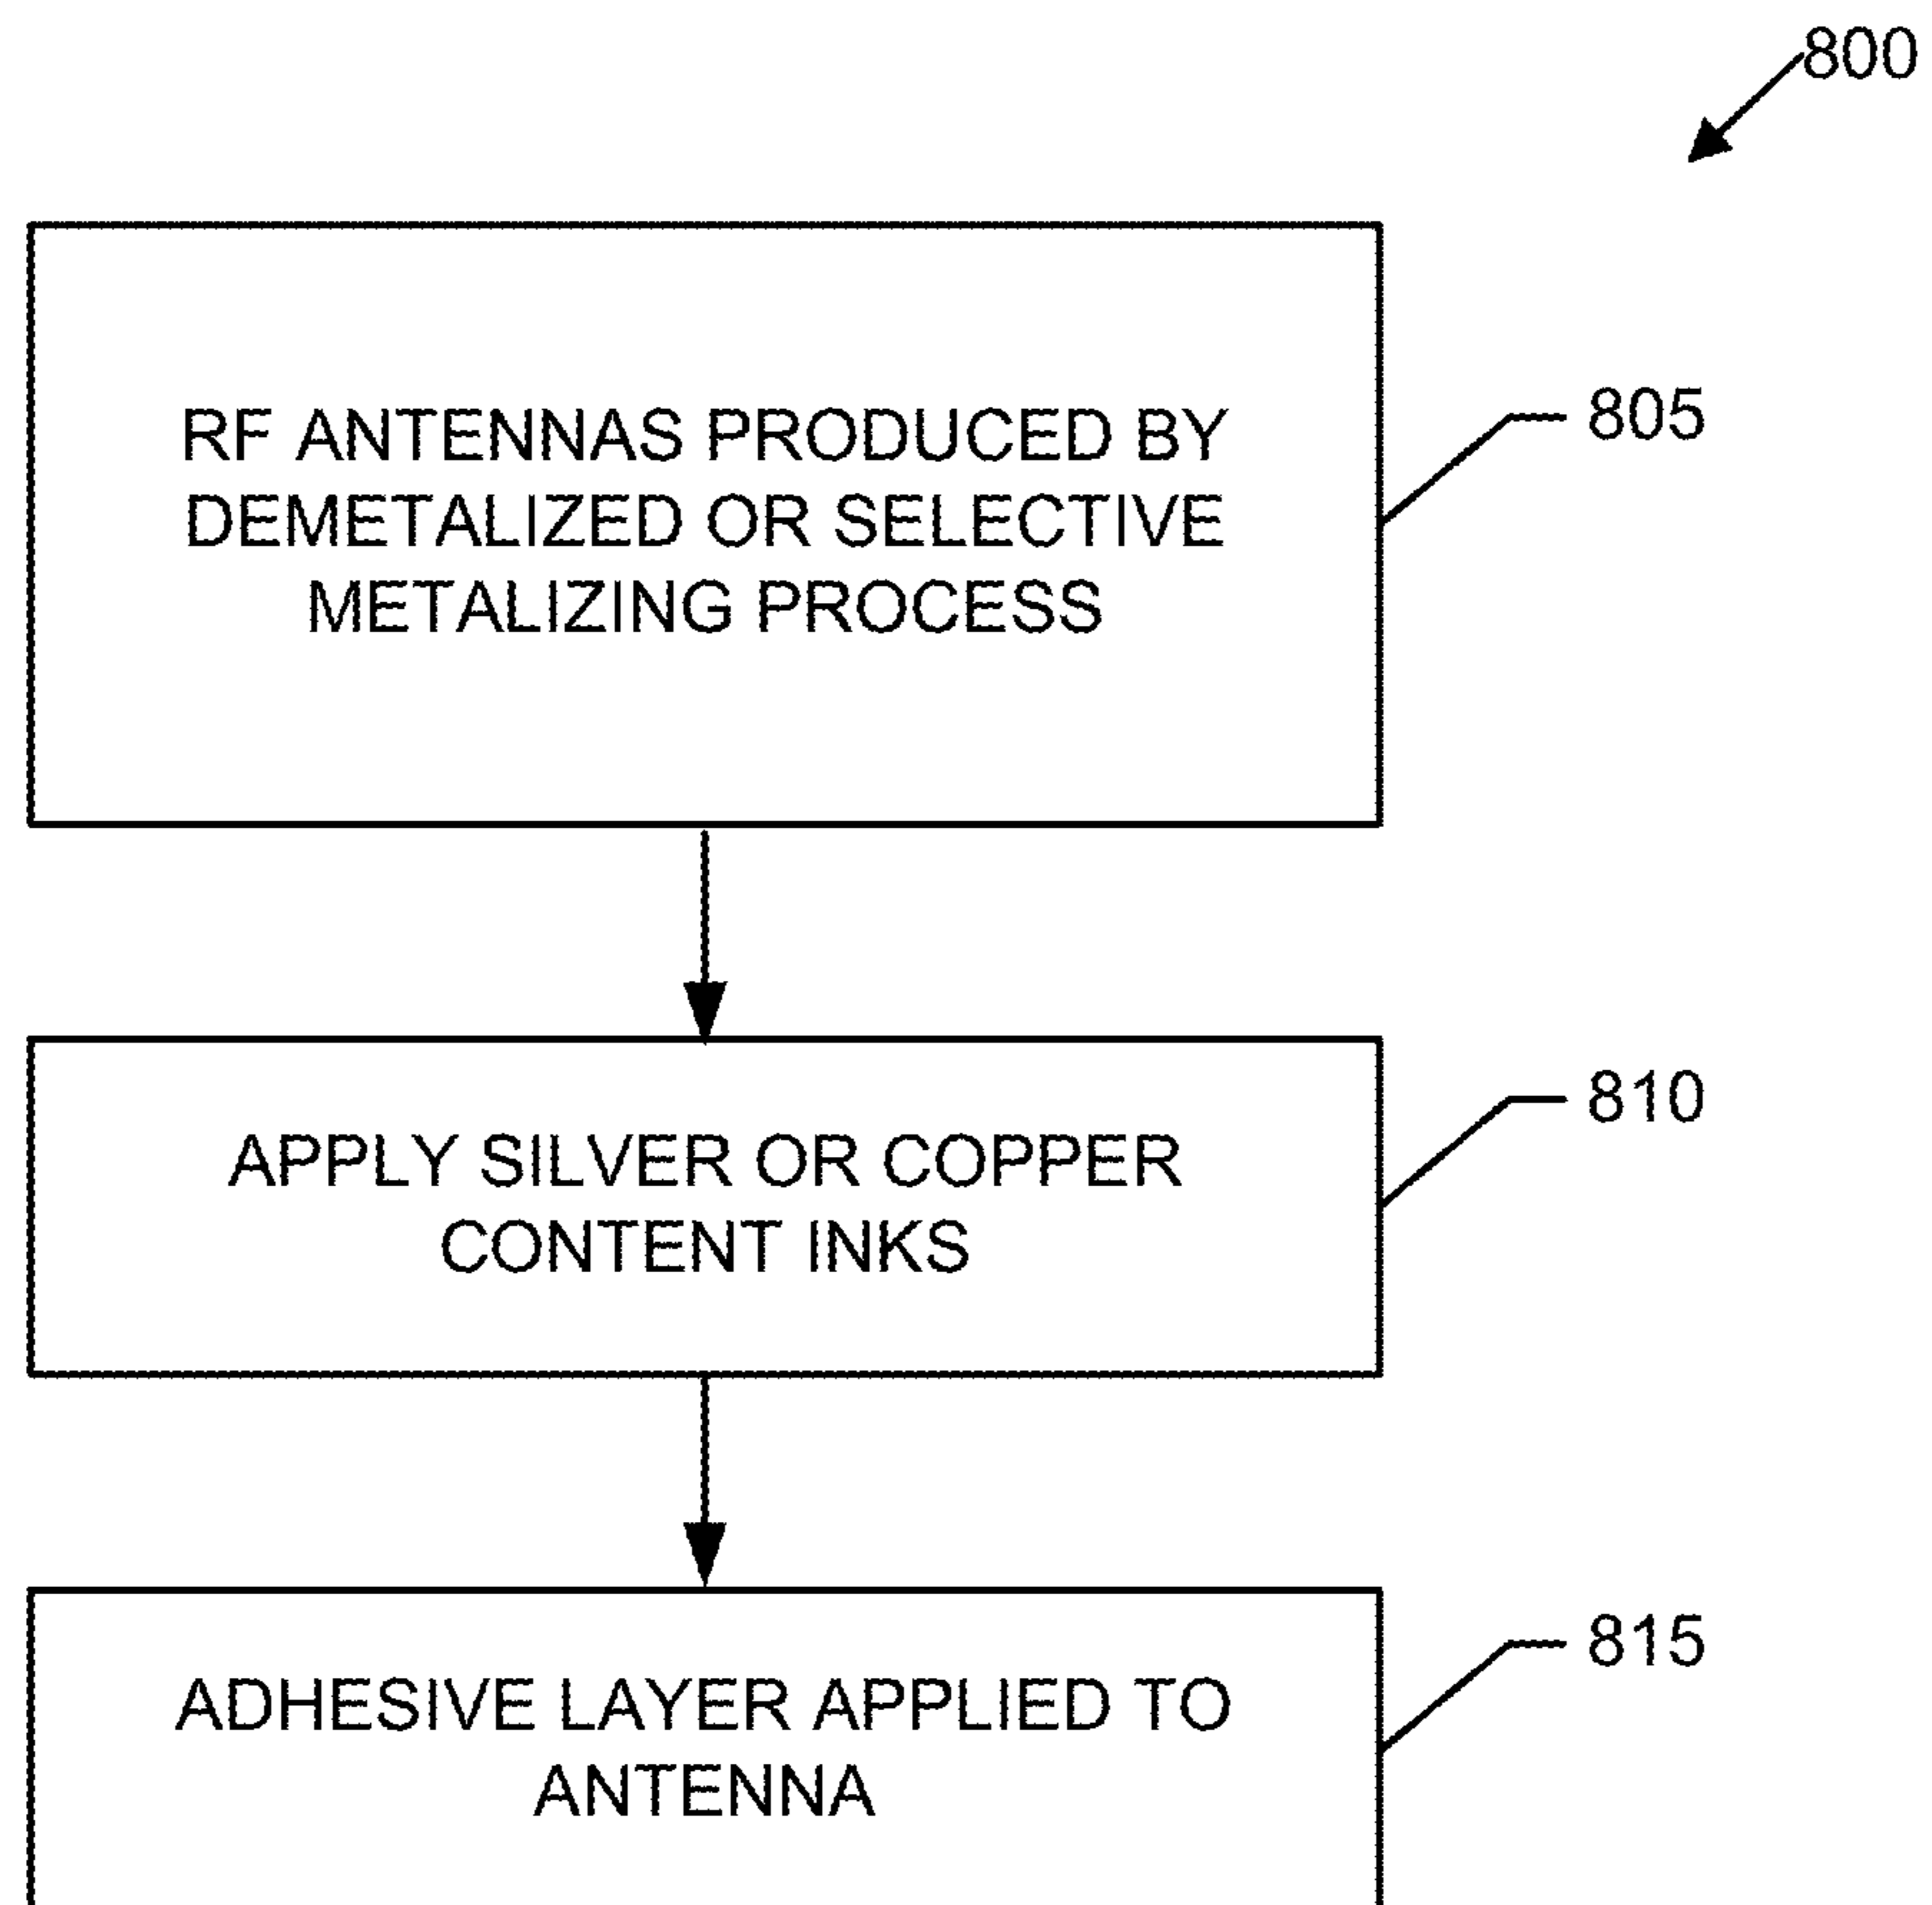 800
RF ANTENNAS PRODUCED BY
DEMETALIZED OR SELECTIVE
METALIZING PROCESS
805
APPLY SILVER OR COPPER
CONTENT INKS
810
ADHESIVE LAYER APPLIED TO
ANTENNA
815